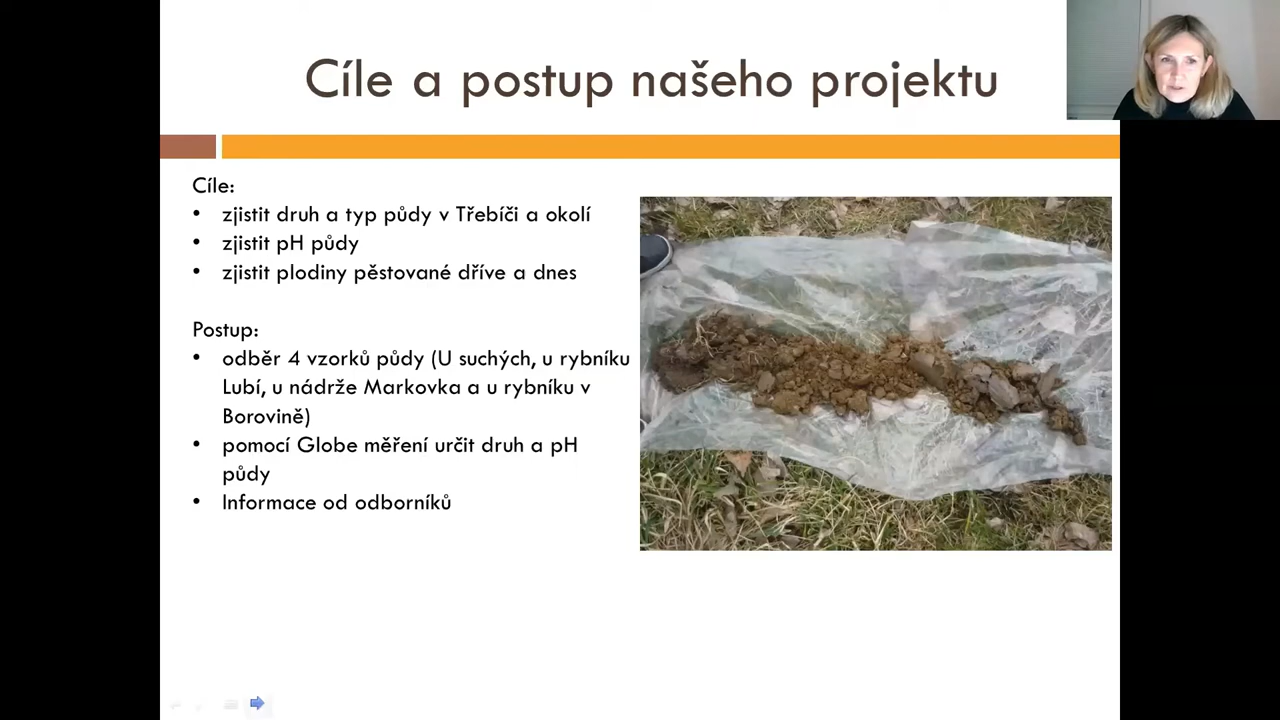 Cíle a postup našeho projektu
Cíle:
• zjistit druh a typ půdy v Třebíči a okolí
• zjistit pH půdy
• zjistit plodiny pěstované dříve a dnes
Postup:
• odběr 4 vzorků půdy (U suchých, u rybníku
Lubí, u nádrže Markovka a u rybníku v
Borovině)
• pomocí Globe měření určit druh a pH
půdy
• Informace od odborníků